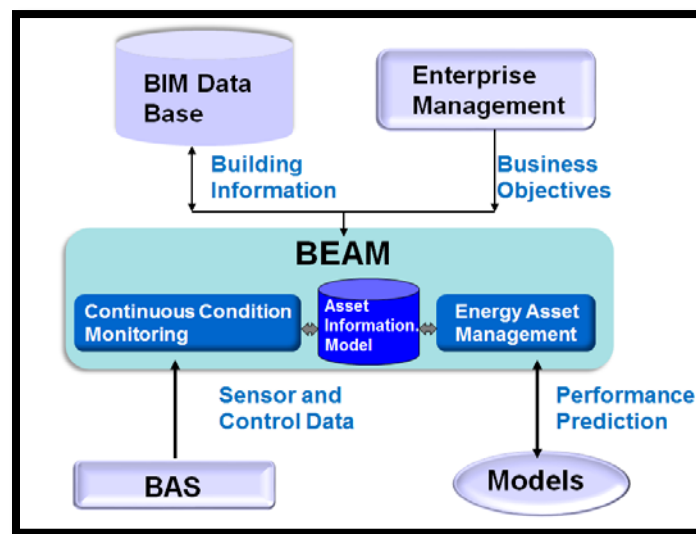 BIM Data
Base
Enterprise
Management
Building
Information
Business
Objectives
BEAM
Continuous Condition
Monitoring
Asset
Information.
Model
Energy Asset
Management
Sensor and
Control Data
Performance
Prediction
BAS
Models